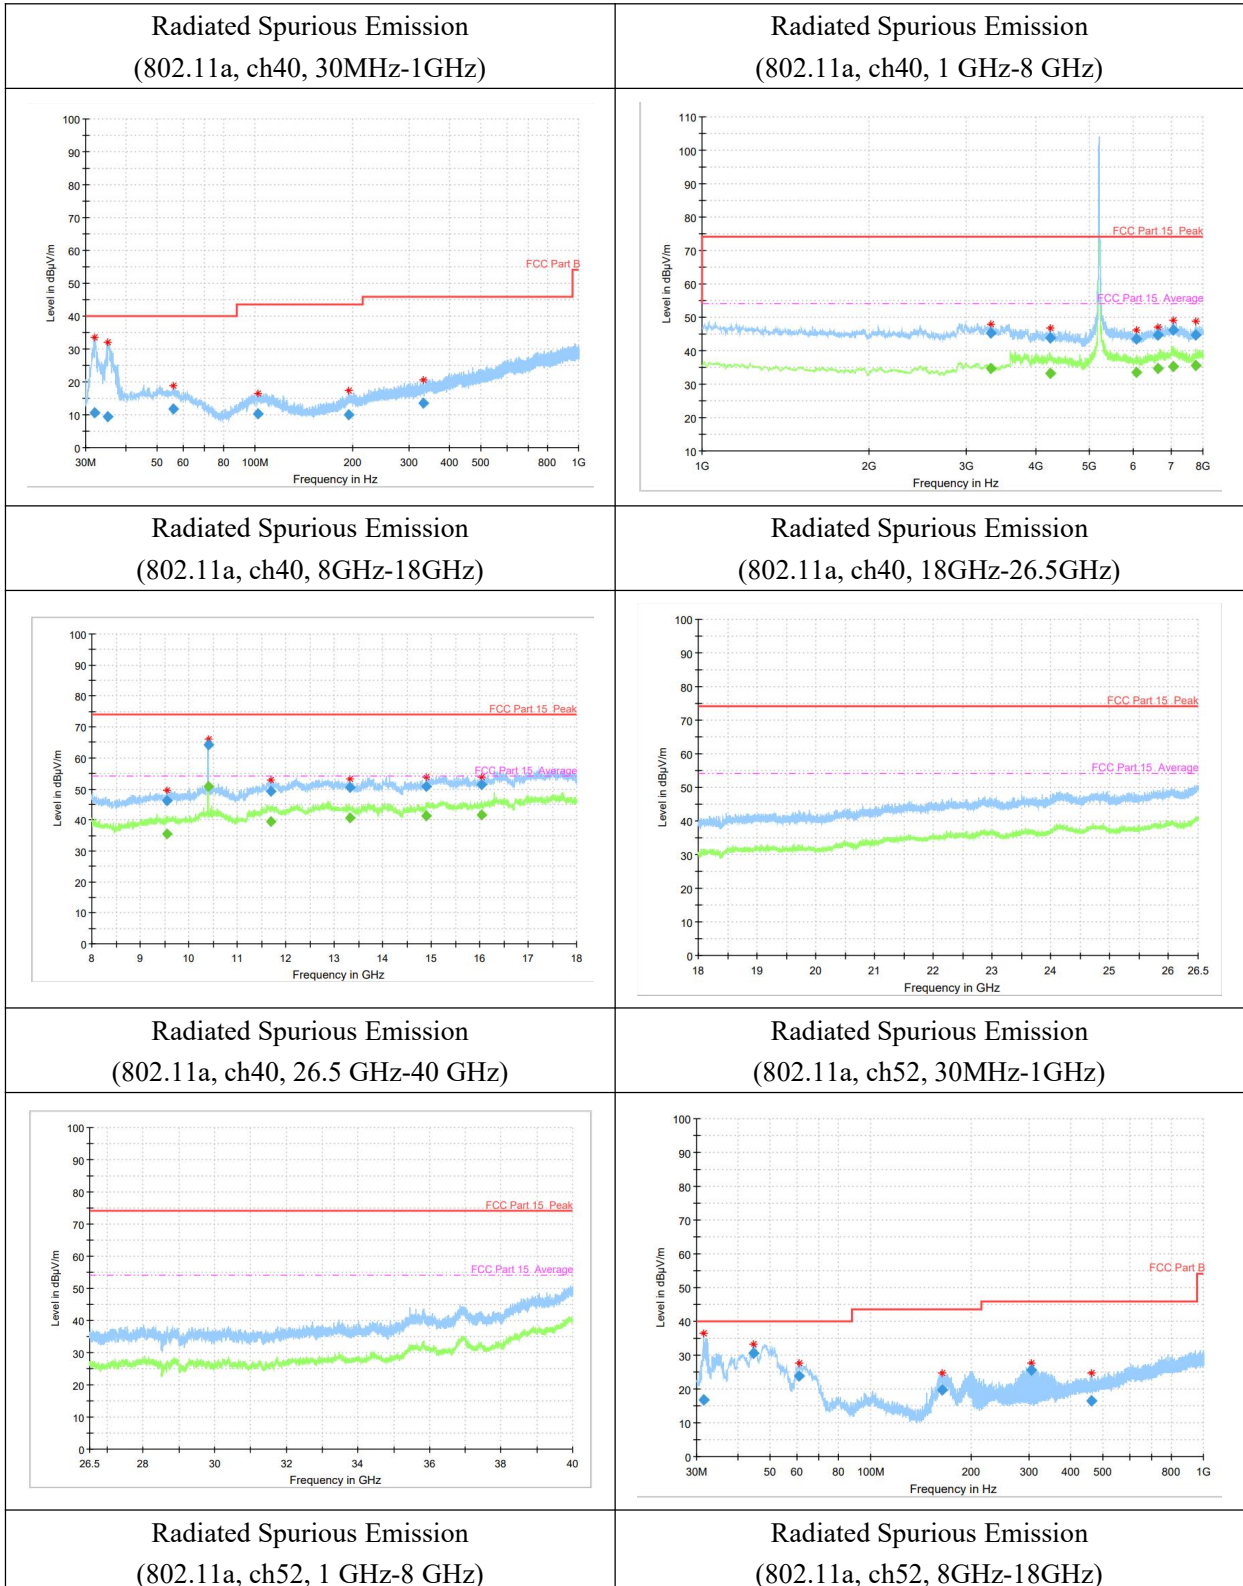 Radiated Spurious Emission
(802.11a, ch40, 30MHz-1GHz)
Radiated Spurious Emission
(802.11a, ch40, 1 GHz-8 GHz)
100
90
80
70
60
50
40
30
20
10
0
Level in dBµV/m
FCC Part B
30M 50 60 80 100M 200 300 400 500 800 1G
Frequency in Hz
110
100
90
80
70
60
50
40
30
20
10
Level in dBµV/m
FCC Part 15 Peak
FCC Part 15 Average
1G 2G 3G 4G 5G 6 7 8G
Frequency in Hz
Radiated Spurious Emission
(802.11a, ch40, 8GHz-18GHz)
Radiated Spurious Emission
(802.11a, ch40, 18GHz-26.5GHz)
100
90
80
70
60
50
40
30
20
10
0
Level in dBµV/m
FCC Part 15 Peak
FCC Part 15 Average
8 9 10 11 12 13 14 15 16 17 18
Frequency in GHz
100
90
80
70
60
50
40
30
20
10
0
Level in dBµV/m
FCC Part 15 Peak
FCC Part 15 Average
18 19 20 21 22 23 24 25 26 26.5
Frequency in GHz
Radiated Spurious Emission
(802.11a, ch40, 26.5 GHz-40 GHz)
Radiated Spurious Emission
(802.11a, ch52, 30MHz-1GHz)
100
90
80
70
60
50
40
30
20
10
0
Level in dBµV/m
FCC Part 15 Peak
FCC Part 15 Average
26.5 28 30 32 34 36 38 40
Frequency in GHz
100
90
80
70
60
50
40
30
20
10
0
Level in dBµV/m
FCC Part B
30M 50 60 80 100M 200 300 400 500 800 1G
Frequency in Hz
Radiated Spurious Emission
(802.11a, ch52, 1 GHz-8 GHz)
Radiated Spurious Emission
(802.11a, ch52, 8GHz-18GHz)